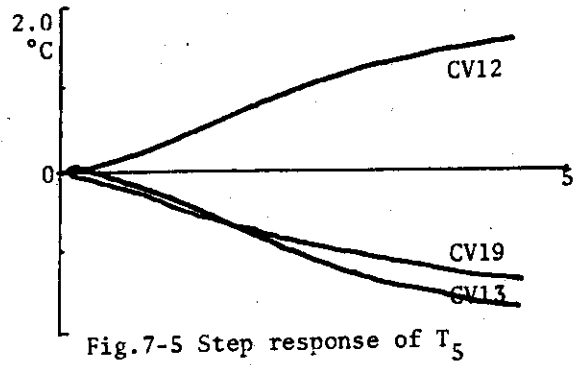 2.0
°C
CV12
0
5
CV19
CV13
Fig.7-5 Step response of T5